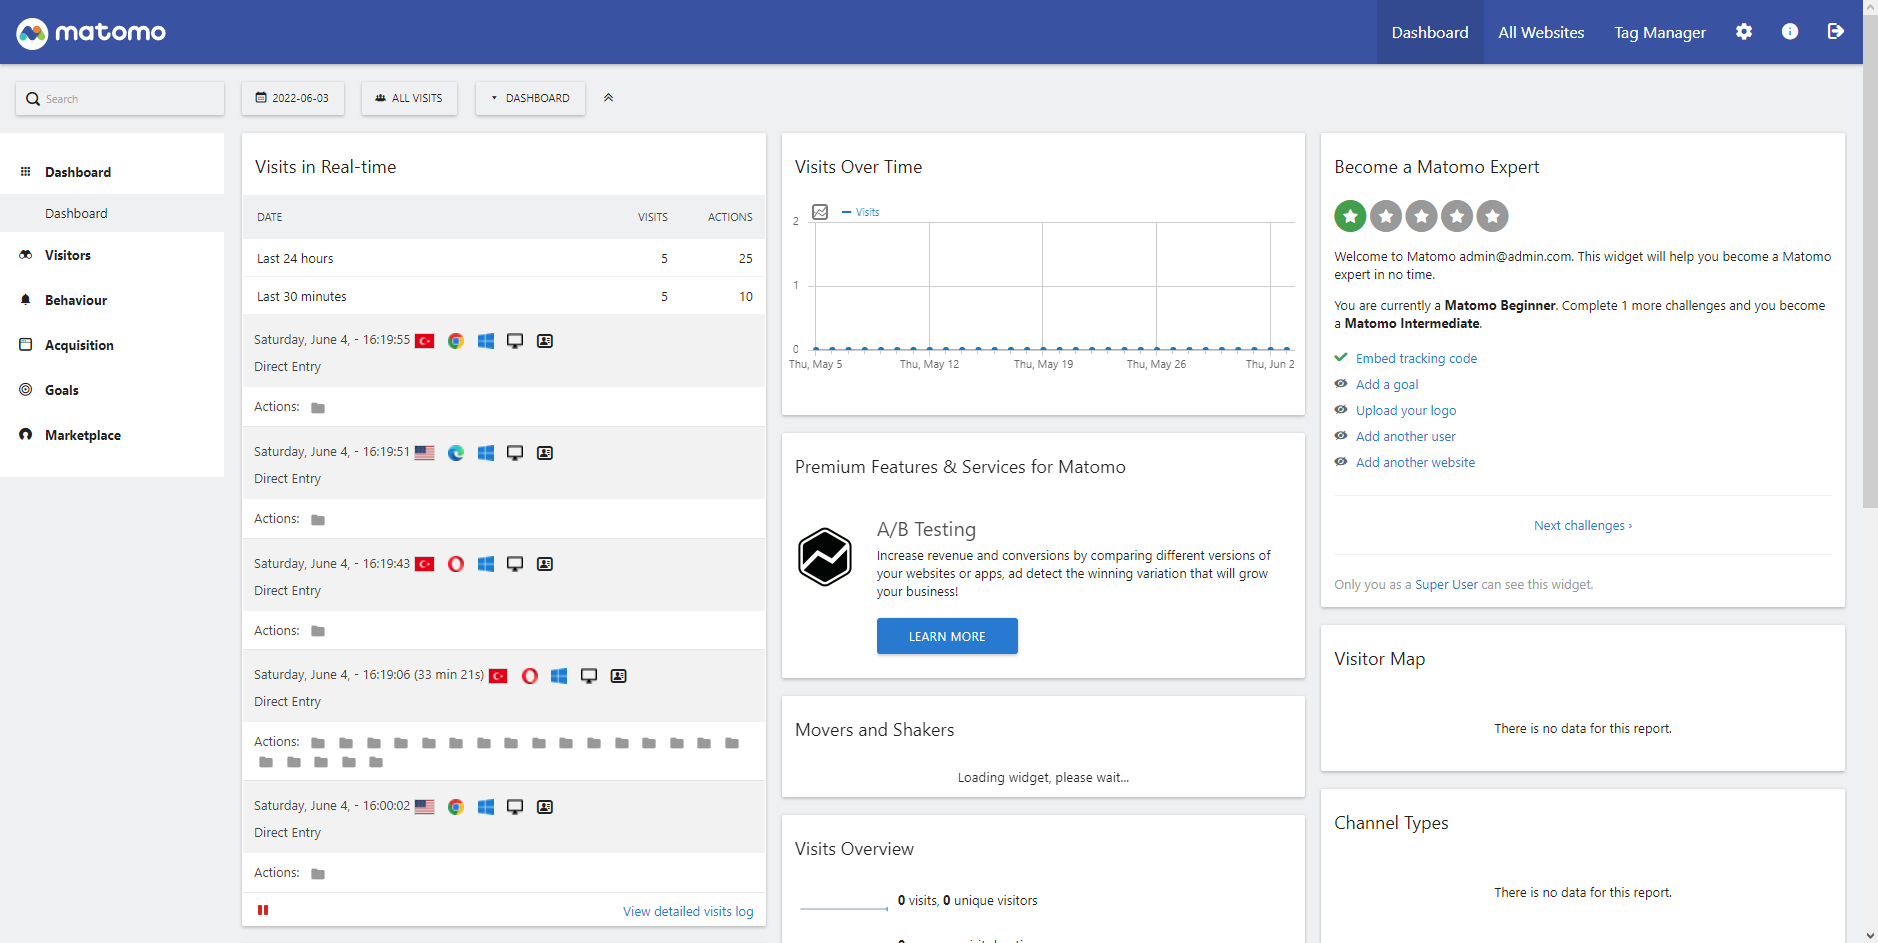 matomo
Dashboard
All Websites
Tag Manager
Search
2022-06-03
ALL VISITS
DASHBOARD
Dashboard
Dashboard
Visitors
Behaviour
Acquisition
Goals
Marketplace
Visits in Real-time
DATE VISITS ACTIONS
Last 24 hours 5 25
Last 30 minutes 5 10
Saturday, June 4, - 16:19:55
Direct Entry
Actions:
Saturday, June 4, - 16:19:51
Direct Entry
Actions:
Saturday, June 4, - 16:19:43
Direct Entry
Actions:
Saturday, June 4, - 16:19:06 (33 min 21s)
Direct Entry
Actions:
Saturday, June 4, - 16:00:02
Direct Entry
Actions:
View detailed visits log
Visits Over Time
Visits
2
1
0
Thu, May 5 Thu, May 12 Thu, May 19 Thu, May 26 Thu, Jun 2
Premium Features & Services for Matomo
A/B Testing
Increase revenue and conversions by comparing different versions of
your websites or apps, ad detect the winning variation that will grow
your business!
LEARN MORE
Movers and Shakers
Loading widget, please wait...
Visits Overview
0 visits, 0 unique visitors
Become a Matomo Expert
Welcome to Matomo admin@admin.com. This widget will help you become a Matomo
expert in no time.
You are currently a Matomo Beginner. Complete 1 more challenges and you become
a Matomo Intermediate.
Embed tracking code
Add a goal
Upload your logo
Add another user
Add another website
Next challenges ›
Only you as a Super User can see this widget.
Visitor Map
There is no data for this report.
Channel Types
There is no data for this report.